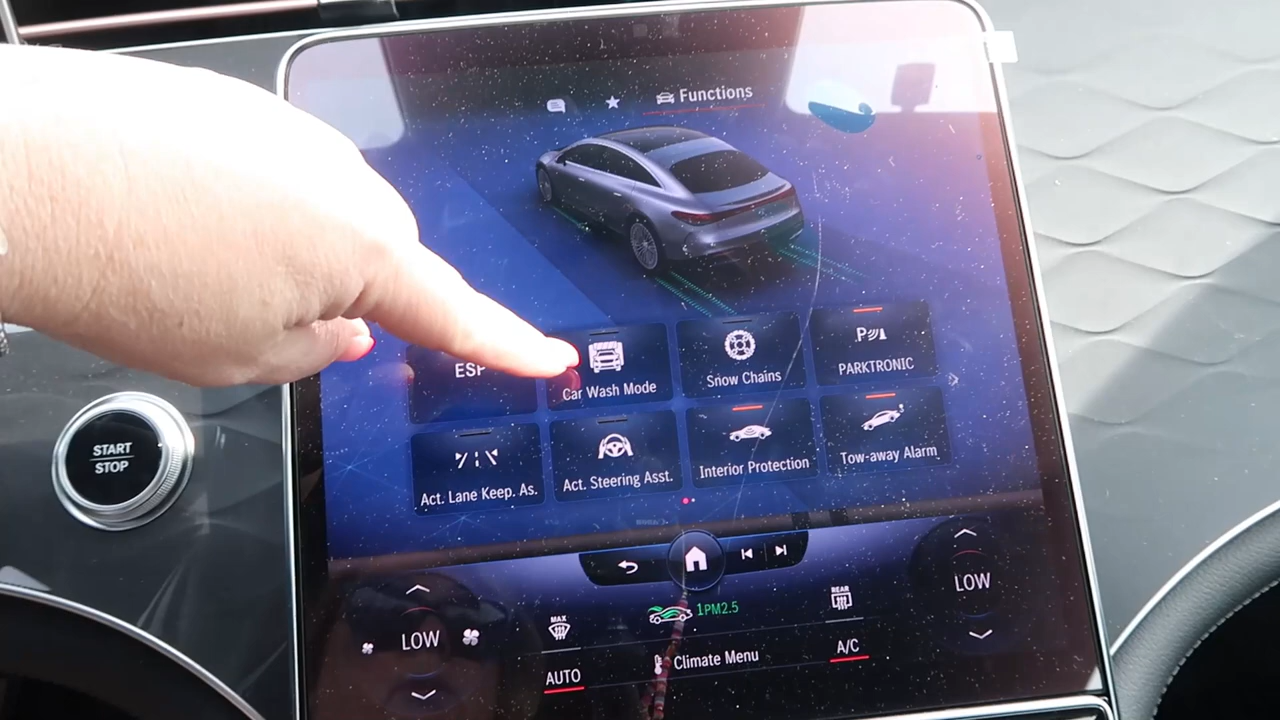 Functions
ESP
Car Wash Mode
Snow Chains
PARKTRONIC
Act. Lane Keep. As.
Act. Steering Asst.
Interior Protection
Tow-away Alarm
START
STOP
LOW
MAX
1PM2.5
REAR
LOW
AUTO
Climate Menu
A/C